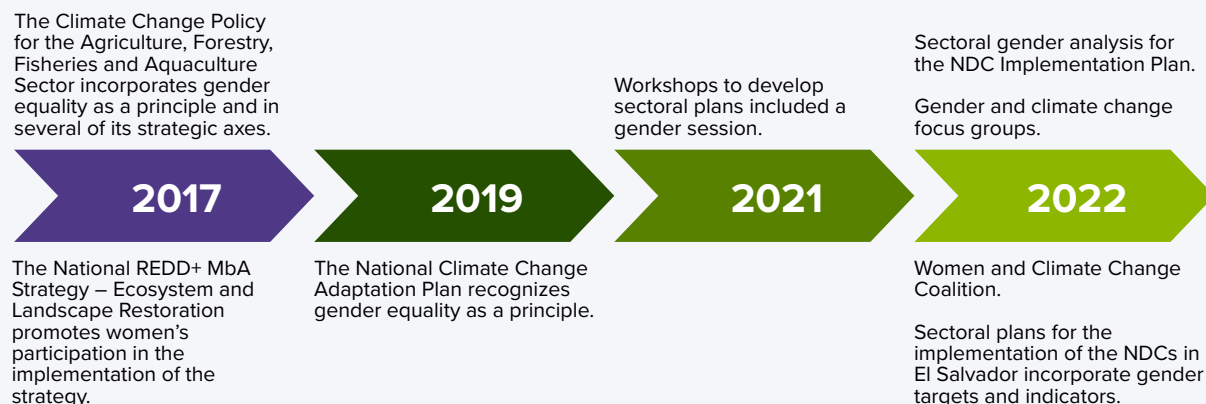 The Climate Change Policy
for the Agriculture, Forestry,
Fisheries and Aquaculture
Sector incorporates gender
equality as a principle and in
several of its strategic axes.
2017
The National REDD+ MbA
Strategy – Ecosystem and
Landscape Restoration
promotes women’s
participation in the
implementation of the
strategy.
2019
The National Climate Change
Adaptation Plan recognizes
gender equality as a principle.
Workshops to develop
sectoral plans included a
gender session.
2021
Sectoral gender analysis for
the NDC Implementation Plan.
Gender and climate change
focus groups.
2022
Women and Climate Change
Coalition.
Sectoral plans for the
implementation of the NDCs in
El Salvador incorporate gender
targets and indicators.